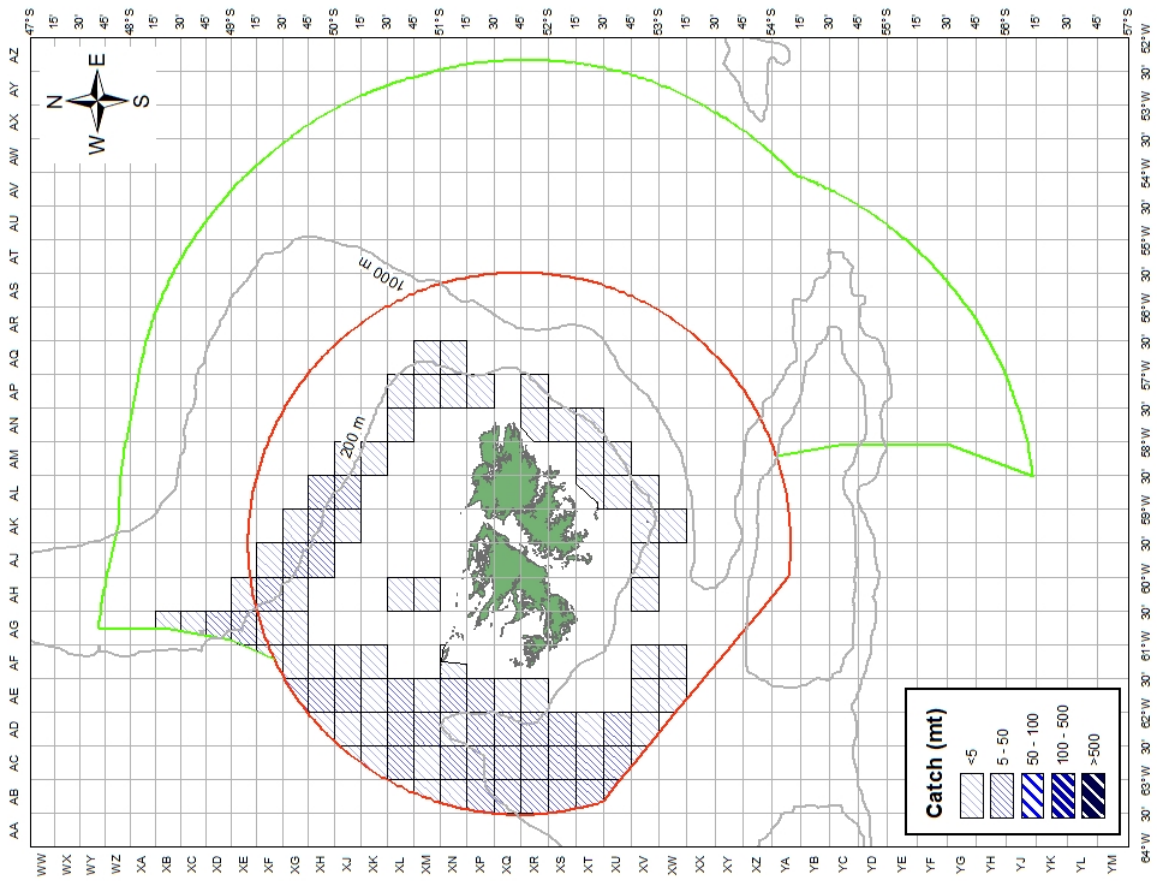 47°S 15' 30' 45' 48°S 15' 30' 45' 49°S 15' 30' 45' 50°S 15' 30' 45' 51°S 15' 30' 45' 52°S 15' 30' 45' 53°S 15' 30' 45' 54°S 15' 30' 45' 55°S 15' 30' 45' 56°S 15' 30' 45' 57°S
AZ
AY
AX
AW
AV
AU
AT
AS
AR
AQ
AP
AN
AM
AL
AK
AJ
AH
AG
AF
AE
AD
AC
AB
AA
N
E
S
W
1000 m
200 m
Catch (mt)
<5
5 - 50
50 - 100
100 - 500
>500
52°W
30'
53°W
30'
54°W
30'
55°W
30'
56°W
30'
57°W
30'
58°W
30'
59°W
30'
60°W
30'
61°W
30'
62°W
30'
63°W
30'
64°W
WW WX WY WZ XA XB XC XD XE XF XG XH XJ XK XL XM XN XP XQ XR XS XT XU XV XW XX XY XZ YA YB YC YD YE YF YG YH YJ YK YL YM